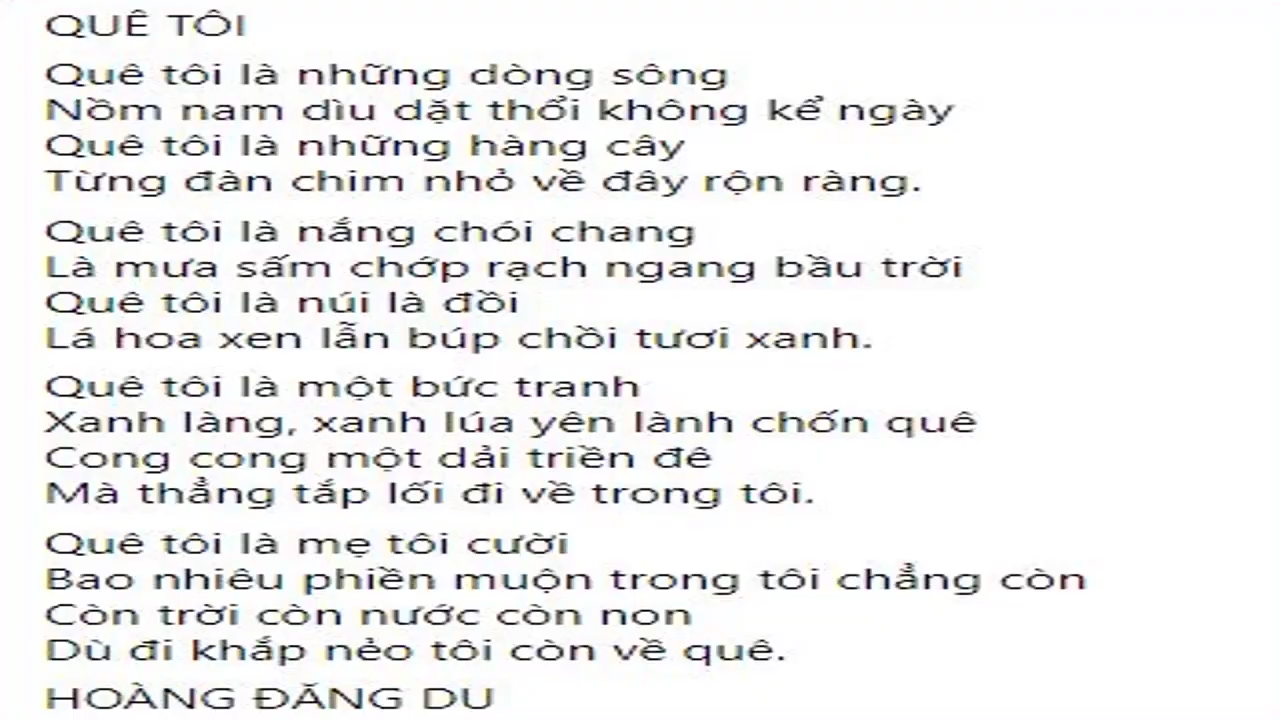 QUÊ TÔI
Quê tôi là những dòng sông
Nồm nam dìu dặt thổi không kể ngày
Quê tôi là những hàng cây
Từng đàn chim nhỏ về đây rộn ràng.
Quê tôi là nắng chói chang
Là mưa sấm chớp rạch ngang bầu trời
Quê tôi là núi là đồi
Lá hoa xen lẫn búp chồi tươi xanh.
Quê tôi là một bức tranh
Xanh làng, xanh lúa yên lành chốn quê
Cong cong một dải triền đê
Mà thẳng tắp lối đi về trong tôi.
Quê tôi là mẹ tôi cười
Bao nhiêu phiền muộn trong tôi chẳng còn
Còn trời còn nước còn non
Dù đi khắp nẻo tôi còn về quê.
HOÀNG ĐĂNG DU